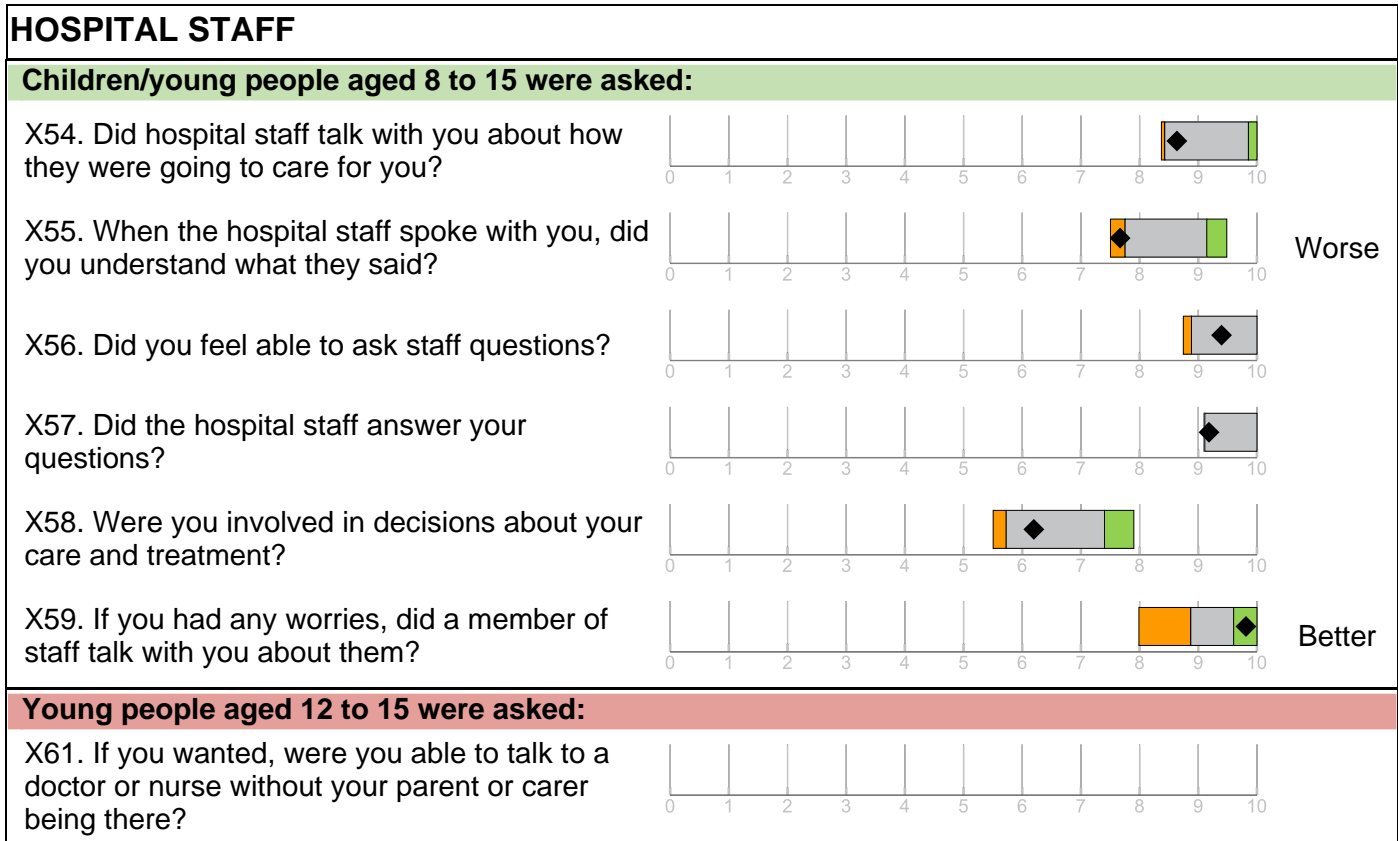 HOSPITAL STAFF
Children/young people aged 8 to 15 were asked:
X54. Did hospital staff talk with you about how
they were going to care for you?
0 1 2 3 4 5 6 7 8 9 10
X55. When the hospital staff spoke with you, did
you understand what they said?
0 1 2 3 4 5 6 7 8 9 10
Worse
X56. Did you feel able to ask staff questions?
0 1 2 3 4 5 6 7 8 9 10
X57. Did the hospital staff answer your
questions?
0 1 2 3 4 5 6 7 8 9 10
X58. Were you involved in decisions about your
care and treatment?
0 1 2 3 4 5 6 7 8 9 10
X59. If you had any worries, did a member of
staff talk with you about them?
0 1 2 3 4 5 6 7 8 9 10
Better
Young people aged 12 to 15 were asked:
X61. If you wanted, were you able to talk to a
doctor or nurse without your parent or carer
being there?
0 1 2 3 4 5 6 7 8 9 10